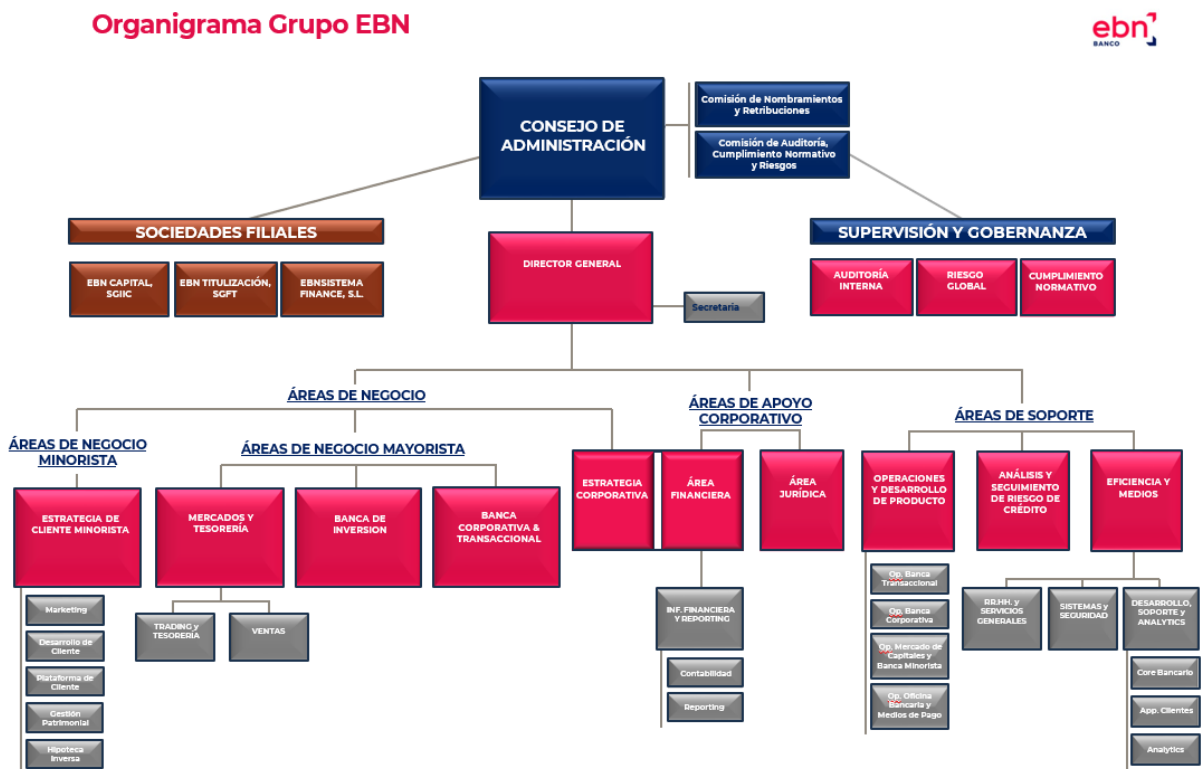 Organigrama Grupo EBN
ebn
BANCO
CONSEJO DE
ADMINISTRACIÓN
Comisión de Nombramientos
y Retribuciones
Comisión de Auditoría,
Cumplimiento Normativo
y Riesgos
SOCIEDADES FILIALES
EBN CAPITAL,
SGIIC
EBN TITULIZACIÓN,
SGFT
EBNSISTEMA
FINANCE, S.L.
DIRECTOR GENERAL
Secretaría
SUPERVISIÓN Y GOBERNANZA
AUDITORÍA
INTERNA
RIESGO
GLOBAL
CUMPLIMIENTO
NORMATIVO
ÁREAS DE NEGOCIO
ÁREAS DE APOYO
CORPORATIVO
ÁREAS DE SOPORTE
ÁREAS DE NEGOCIO
MINORISTA
ÁREAS DE NEGOCIO MAYORISTA
ESTRATEGIA DE
CLIENTE MINORISTA
MERCADOS Y
TESORERÍA
BANCA DE
INVERSION
BANCA
CORPORATIVA &
TRANSACCIONAL
ESTRATEGIA
CORPORATIVA
ÁREA
FINANCIERA
ÁREA
JURÍDICA
OPERACIONES
Y DESARROLLO
DE PRODUCTO
ANÁLISIS Y
SEGUIMIENTO
DE RIESGO DE
CRÉDITO
EFICIENCIA Y
MEDIOS
Marketing
Desarrollo de
Cliente
Plataforma de
Cliente
Gestión
Patrimonial
Hipoteca
Inversa
TRADING y
TESORERÍA
VENTAS
INF. FINANCIERA
Y REPORTING
Contabilidad
Reporting
Op. Banca
Transaccional
Op. Banca
Corporativa
Op. Mercado de
Capitales y
Banca Minorista
Op. Oficina
Bancaria y
Medios de Pago
RR.HH. y
SERVICIOS
GENERALES
SISTEMAS y
SEGURIDAD
DESARROLLO,
SOPORTE y
ANALYTICS
Core Bancario
App. Clientes
Analytics